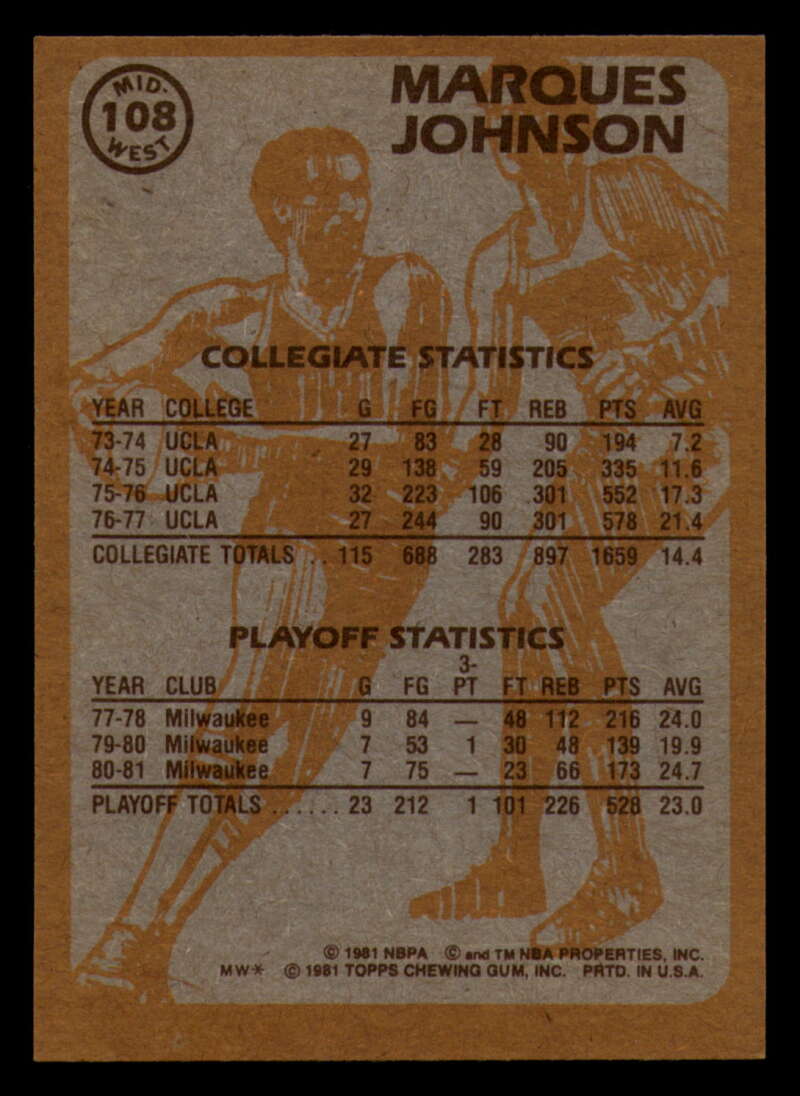 MID-
108
WEST
MARQUES
JOHNSON
COLLEGIATE STATISTICS
YEAR COLLEGE G FG FT REB PTS AVG
73-74 UCLA 27 83 28 90 194 7.2
74-75 UCLA 29 138 59 205 335 11.6
75-76 UCLA 32 223 106 301 552 17.3
76-77 UCLA 27 244 90 301 578 21.4
COLLEGIATE TOTALS .. 115 688 283 897 1659 14.4
PLAYOFF STATISTICS
3-
YEAR CLUB G FG PT FT REB PTS AVG
77-78 Milwaukee 9 84 — 48 112 216 24.0
79-80 Milwaukee 7 53 1 30 48 139 19.9
80-81 Milwaukee 7 75 — 23 66 173 24.7
PLAYOFF TOTALS ...... 23 212 1 101 226 528 23.0
© 1981 NBPA © and TM NBA PROPERTIES, INC.
MW* © 1981 TOPPS CHEWING GUM, INC. PRTD. IN U.S.A.